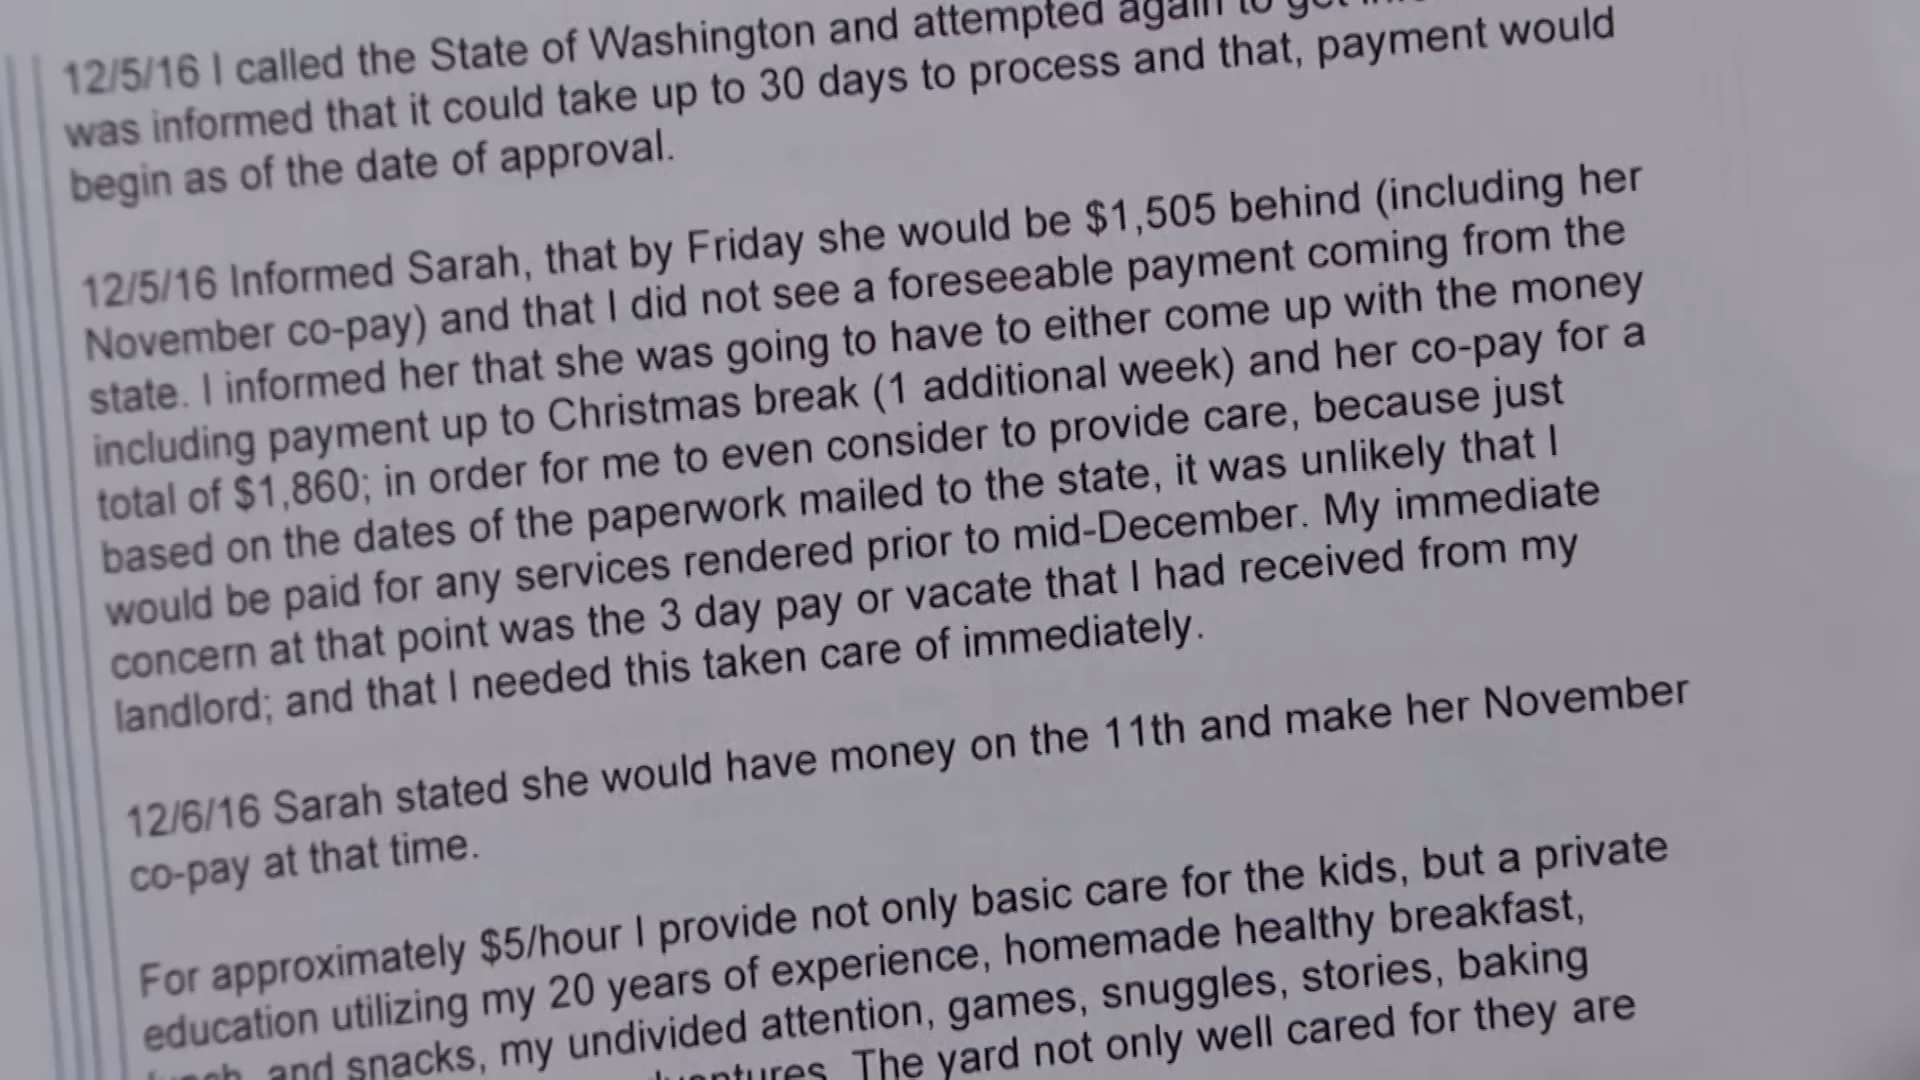 12/5/16 I called the State of Washington and attempted again to
was informed that it could take up to 30 days to process and that, payment would
begin as of the date of approval.
12/5/16 Informed Sarah, that by Friday she would be $1,505 behind (including her
November co-pay) and that I did not see a foreseeable payment coming from the
state. I informed her that she was going to have to either come up with the money
including payment up to Christmas break (1 additional week) and her co-pay for a
total of $1,860; in order for me to even consider to provide care, because just
based on the dates of the paperwork mailed to the state, it was unlikely that I
would be paid for any services rendered prior to mid-December. My immediate
concern at that point was the 3 day pay or vacate that I had received from my
landlord; and that I needed this taken care of immediately.
12/6/16 Sarah stated she would have money on the 11th and make her November
co-pay at that time.
For approximately $5/hour I provide not only basic care for the kids, but a private
education utilizing my 20 years of experience, homemade healthy breakfast,
and snacks, my undivided attention, games, snuggles, stories, baking
The yard not only well cared for they are